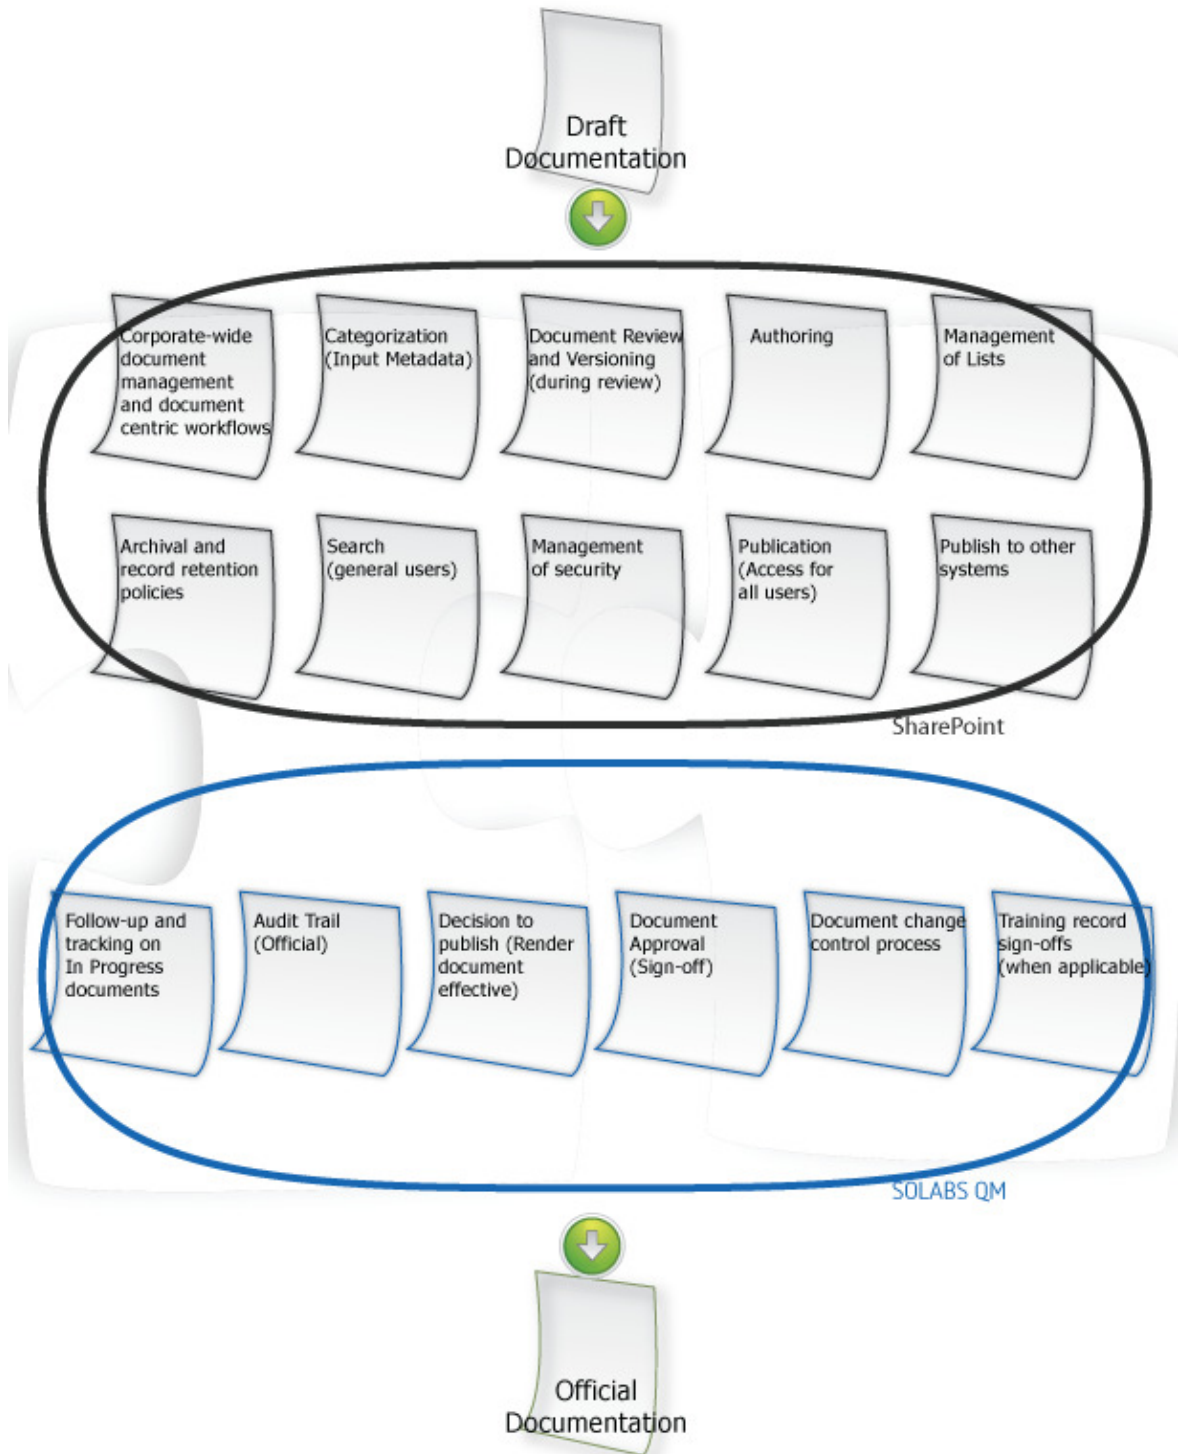 Draft
Documentation
Corporate-wide
document
management
and document
centric workflows
Categorization
(Input Metadata)
Document Review
and Versioning
(during review)
Authoring
Management
of Lists
Archival and
record retention
policies
Search
(general users)
Management
of security
Publication
(Access for
all users)
Publish to other
systems
SharePoint
Follow-up and
tracking on
In Progress
documents
Audit Trail
(Official)
Decision to
publish (Render
document
effective)
Document
Approval
(Sign-off)
Document change
control process
Training record
sign-offs
(when applicable)
SOLABS QM
Official
Documentation